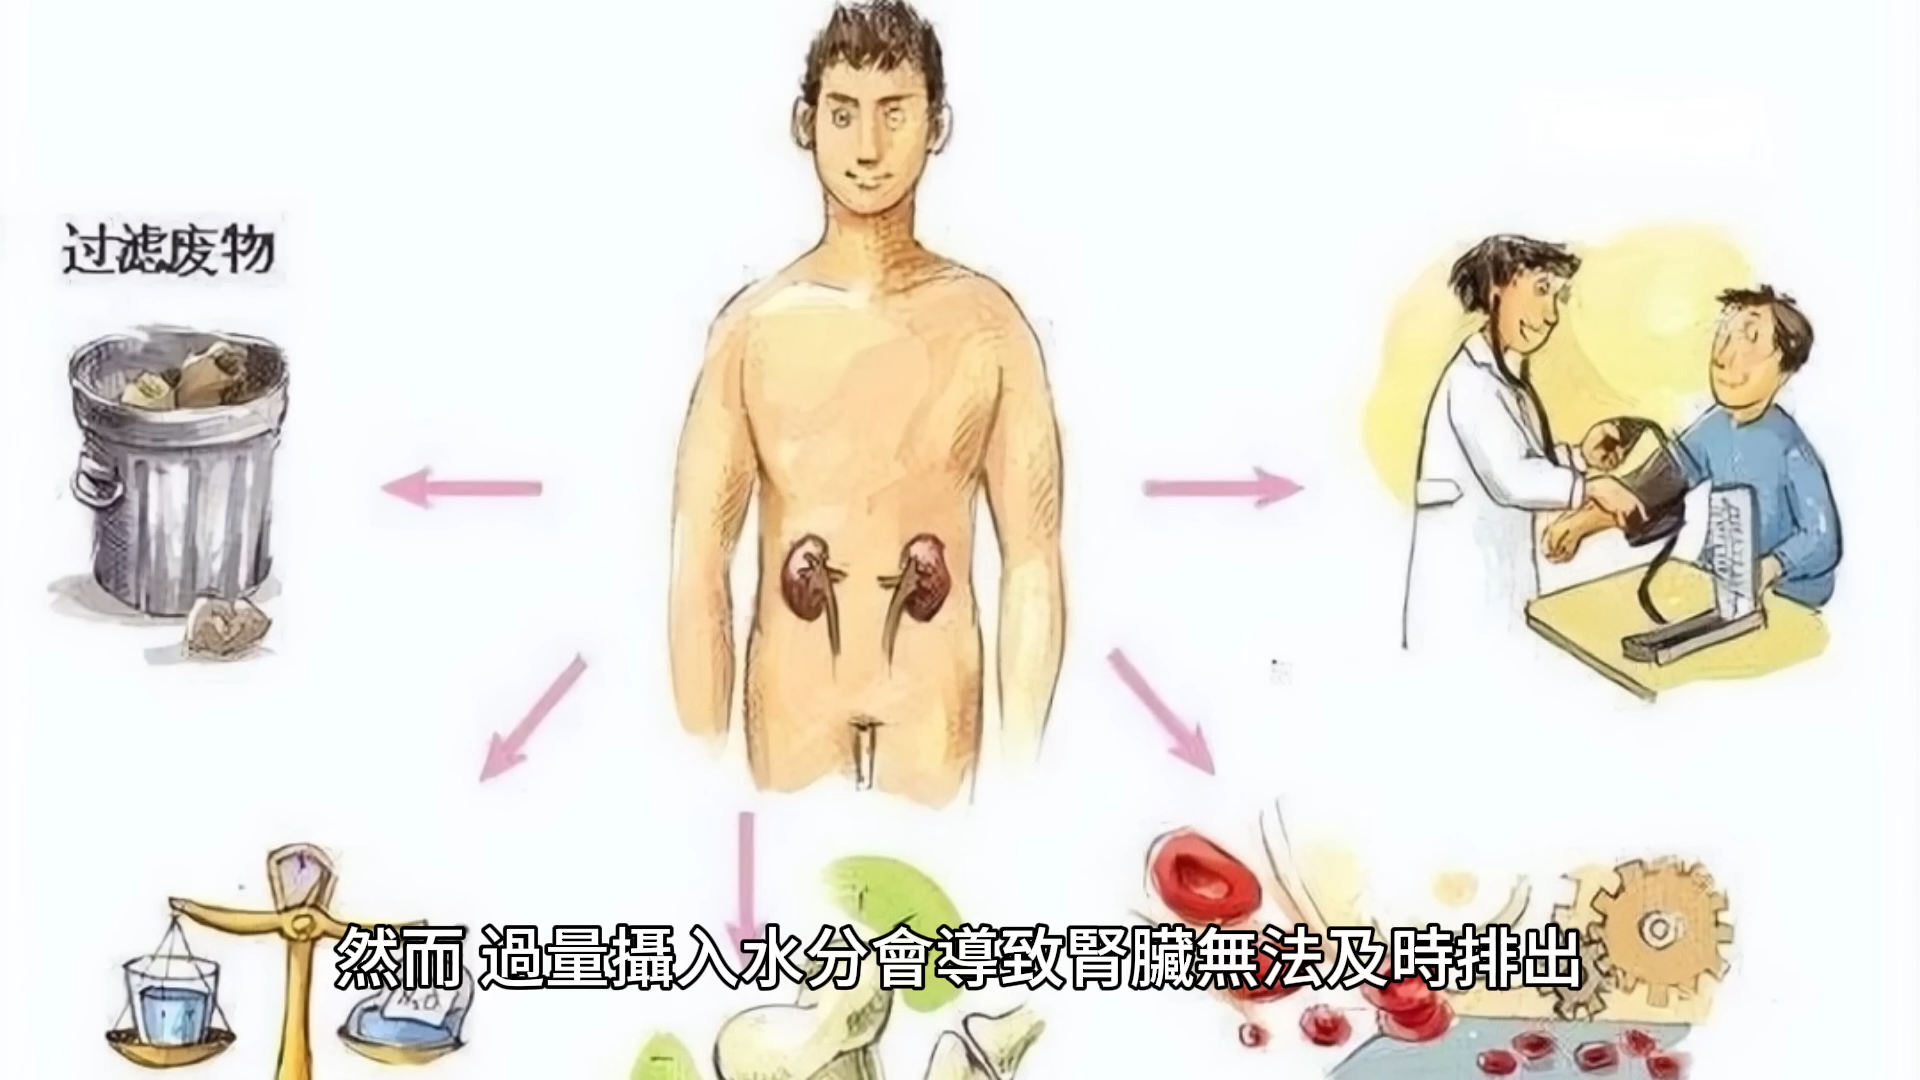 过滤废物
然而 過量攝入水分會導致腎臟無法及時排出